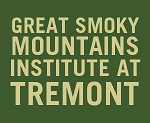 GREAT SMOKY
MOUNTAINS
INSTITUTE AT
TREMONT